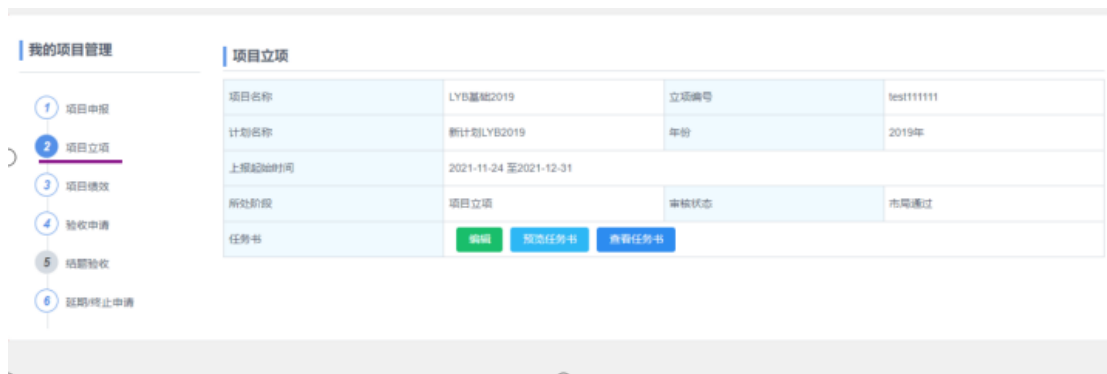 我的项目管理
1 项目申报
2 项目立项
3 项目绩效
4 验收申请
5 结题验收
6 延期/终止申请
项目立项
项目名称 LYB基础2019 立项编号 test111111
计划名称 新计划LYB2019 年份 2019年
上报起始时间 2021-11-24 至2021-12-31
所处阶段 项目立项 审核状态 市局通过
任务书 编辑 预览任务书 查看任务书